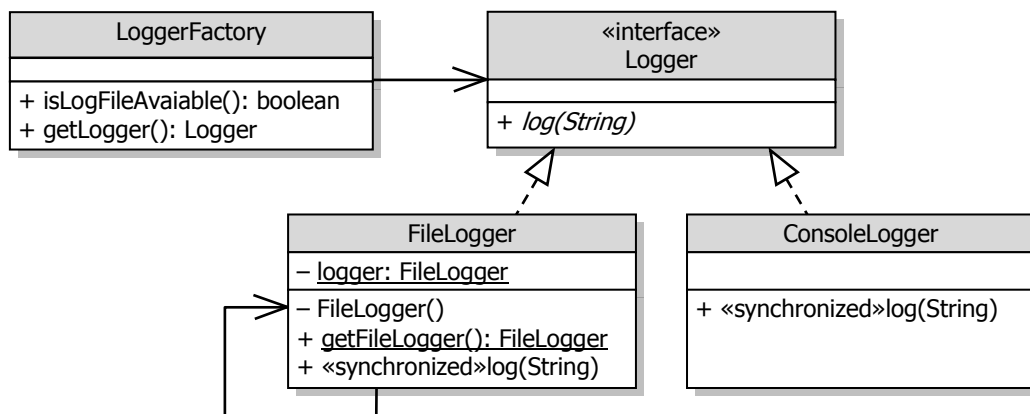 LoggerFactory
+ isLogFileAvaiable(): boolean
+ getLogger(): Logger
«interface»
Logger
+ log(String)
FileLogger
– logger: FileLogger
– FileLogger()
+ getFileLogger(): FileLogger
+ «synchronized»log(String)
ConsoleLogger
+ «synchronized»log(String)